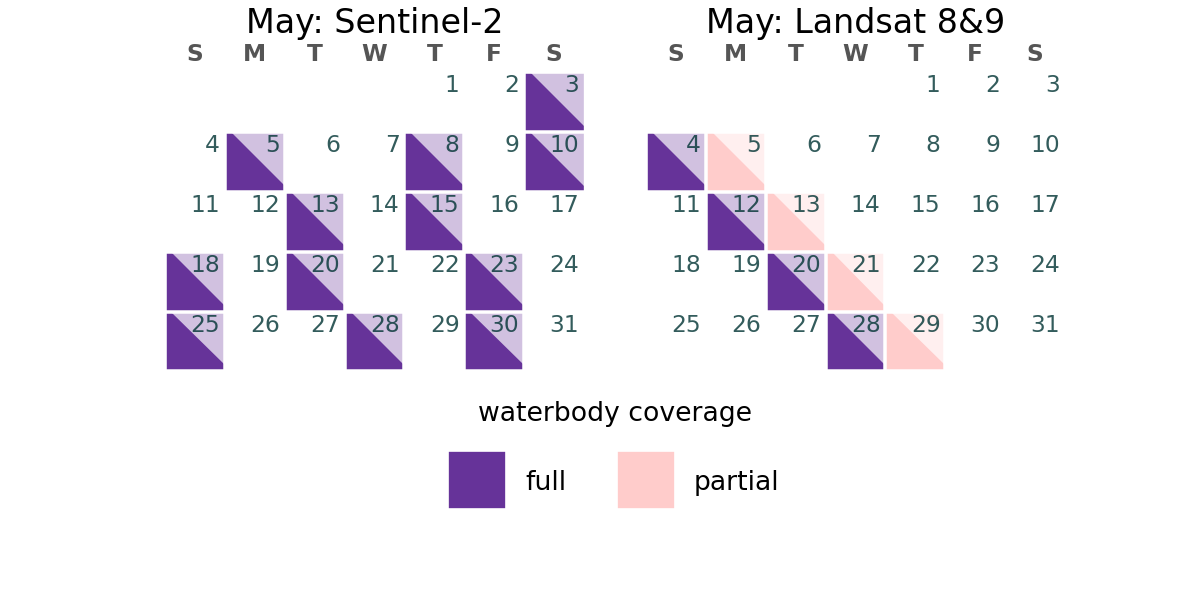 May: Sentinel-2
S M T W T F S
1 2 3
4 5 6 7 8 9 10
11 12 13 14 15 16 17
18 19 20 21 22 23 24
25 26 27 28 29 30 31
May: Landsat 8&9
S M T W T F S
1 2 3
4 5 6 7 8 9 10
11 12 13 14 15 16 17
18 19 20 21 22 23 24
25 26 27 28 29 30 31
waterbody coverage
full
partial